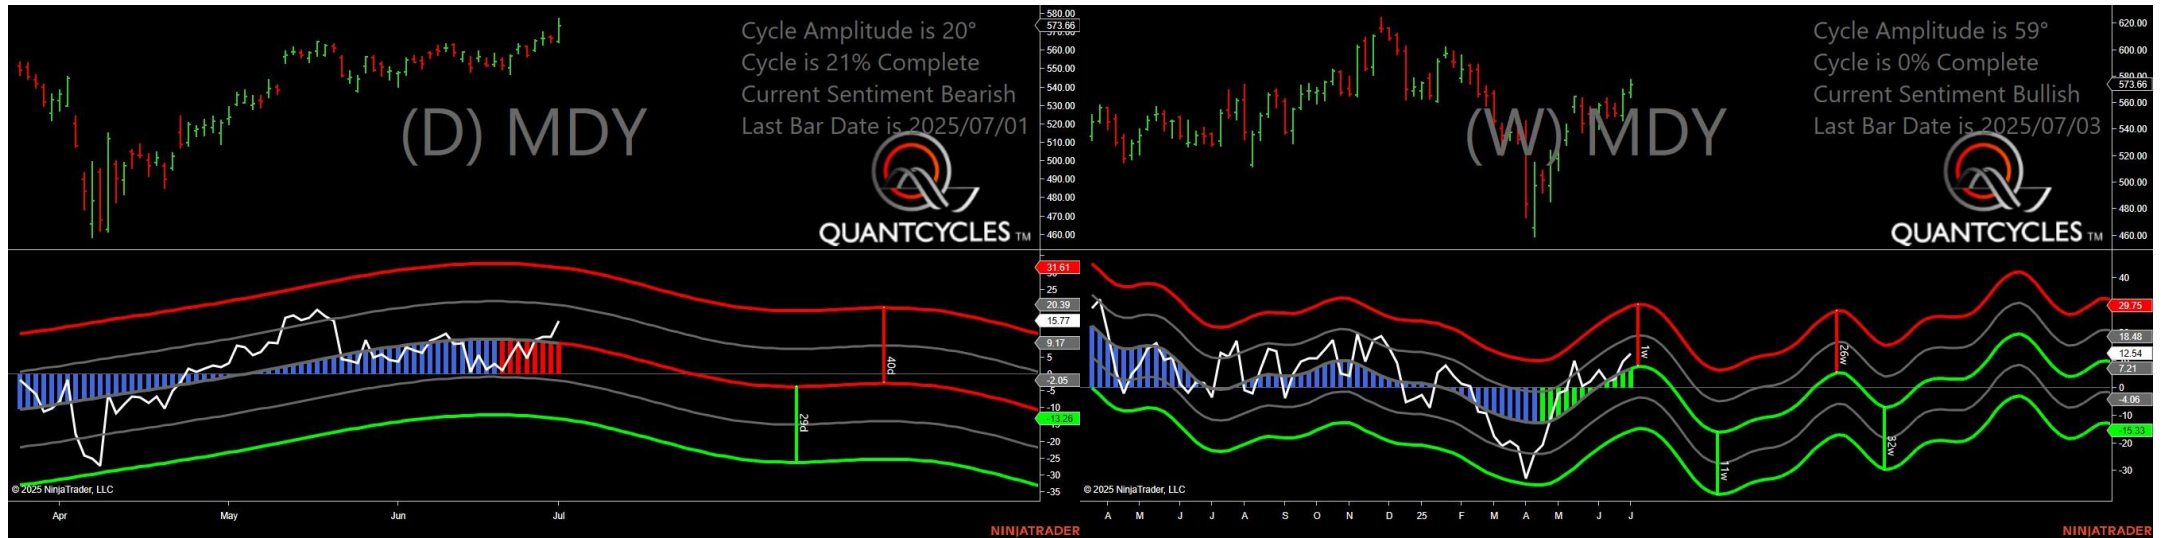 Cycle Amplitude is 20°
Cycle is 21% Complete
Current Sentiment Bearish
Last Bar Date is 2025/07/01
(D) MDY
QUANTCYCLES TM
580.00
573.66
560.00
550.00
540.00
530.00
520.00
510.00
500.00
490.00
480.00
470.00
460.00
31.61
25
20.39
15.77
9.17
5
-2.05
-5
-10
-13.26
-20
-25
-30
-35
40d
29d
© 2025 NinjaTrader, LLC
Apr May Jun Jul
NINJATRADER
Cycle Amplitude is 59°
Cycle is 0% Complete
Current Sentiment Bullish
Last Bar Date is 2025/07/03
(W) MDY
QUANTCYCLES TM
620.00
600.00
580.00
573.66
560.00
540.00
520.00
500.00
480.00
460.00
40
29.75
18.48
12.54
7.21
0
-4.06
-10
-15.33
-20
-30
1w
26w
11w
32w
© 2025 NinjaTrader, LLC
A M J J A S O N D 25 F M A M J J
NINJATRADER